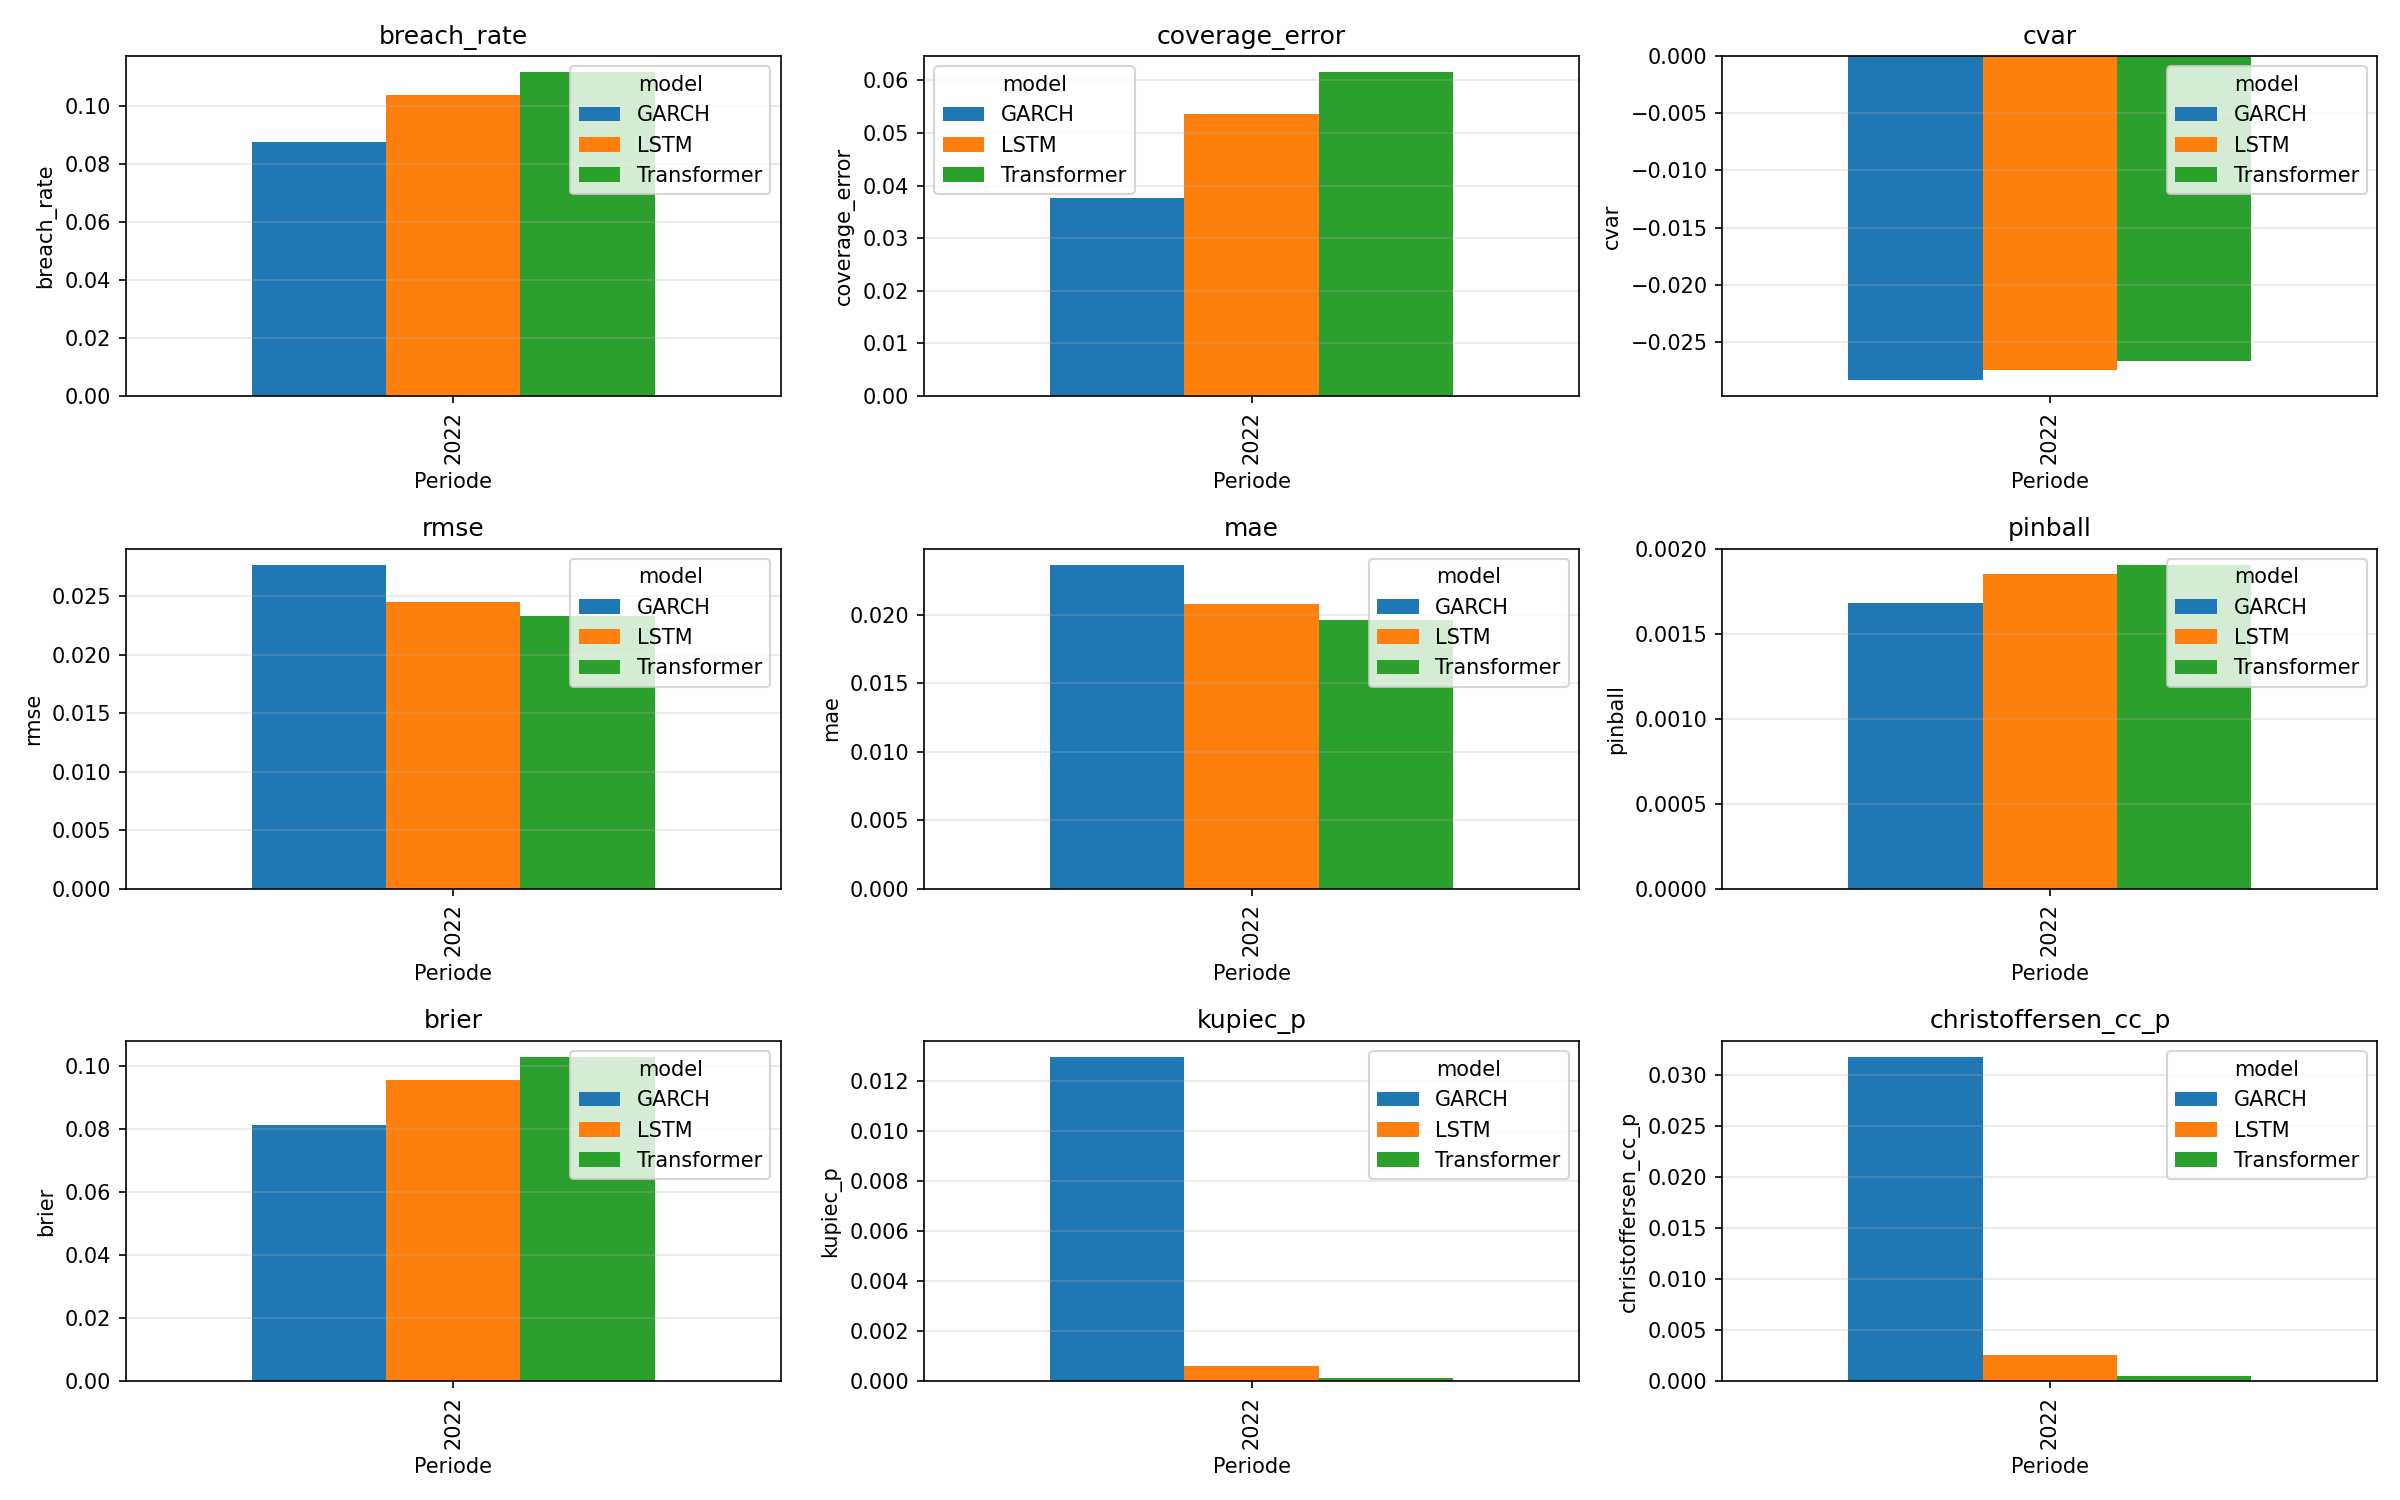 breach_rate
breach_rate
0.10
0.08
0.06
0.04
0.02
0.00
model
GARCH
LSTM
Transformer
2022
Periode
coverage_error
coverage_error
0.06
0.05
0.04
0.03
0.02
0.01
0.00
model
GARCH
LSTM
Transformer
2022
Periode
cvar
cvar
0.000
−0.005
−0.010
−0.015
−0.020
−0.025
model
GARCH
LSTM
Transformer
2022
Periode
rmse
rmse
0.025
0.020
0.015
0.010
0.005
0.000
model
GARCH
LSTM
Transformer
2022
Periode
mae
mae
0.020
0.015
0.010
0.005
0.000
model
GARCH
LSTM
Transformer
2022
Periode
pinball
pinball
0.0020
0.0015
0.0010
0.0005
0.0000
model
GARCH
LSTM
Transformer
2022
Periode
brier
brier
0.10
0.08
0.06
0.04
0.02
0.00
model
GARCH
LSTM
Transformer
2022
Periode
kupiec_p
kupiec_p
0.012
0.010
0.008
0.006
0.004
0.002
0.000
model
GARCH
LSTM
Transformer
2022
Periode
christoffersen_cc_p
christoffersen_cc_p
0.030
0.025
0.020
0.015
0.010
0.005
0.000
model
GARCH
LSTM
Transformer
2022
Periode